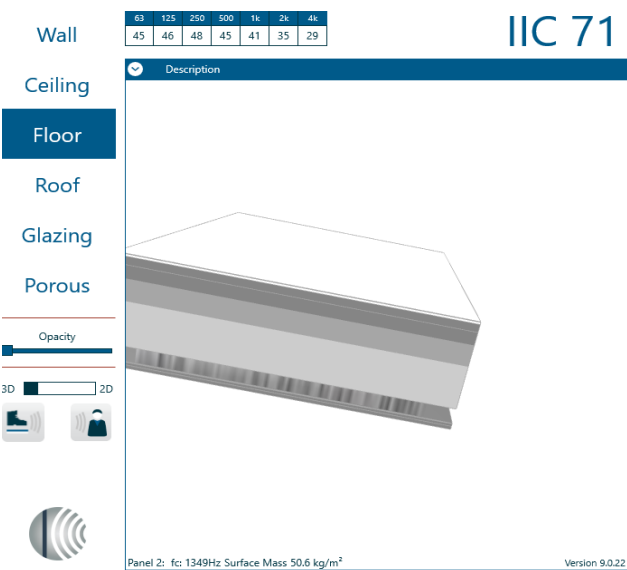 Wall
Ceiling
Floor
Roof
Glazing
Porous
Opacity
3D 2D
63 125 250 500 1k 2k 4k
45 46 48 45 41 35 29
IIC 71
Description
Panel 2: fc: 1349Hz Surface Mass 50.6 kg/m²
Version 9.0.22